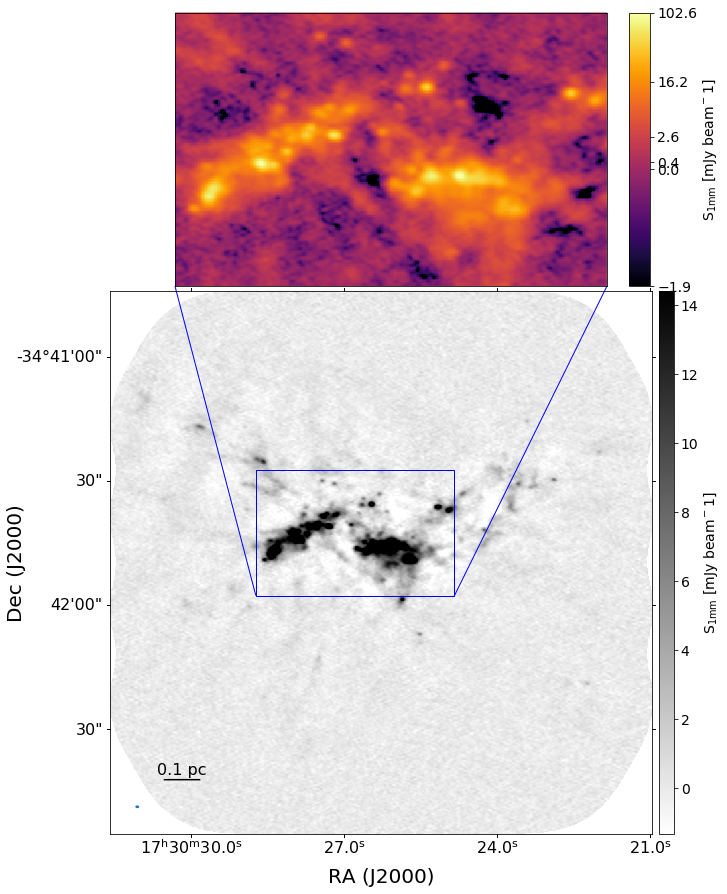 102.6
16.2
2.6
0.4
0.0
−1.9
S1mm [mJy beam−1]
-34°41'00"
30"
42'00"
30"
Dec (J2000)
0.1 pc
17h30m30.0s
27.0s
24.0s
21.0s
RA (J2000)
14
12
10
8
6
4
2
0
S1mm [mJy beam−1]